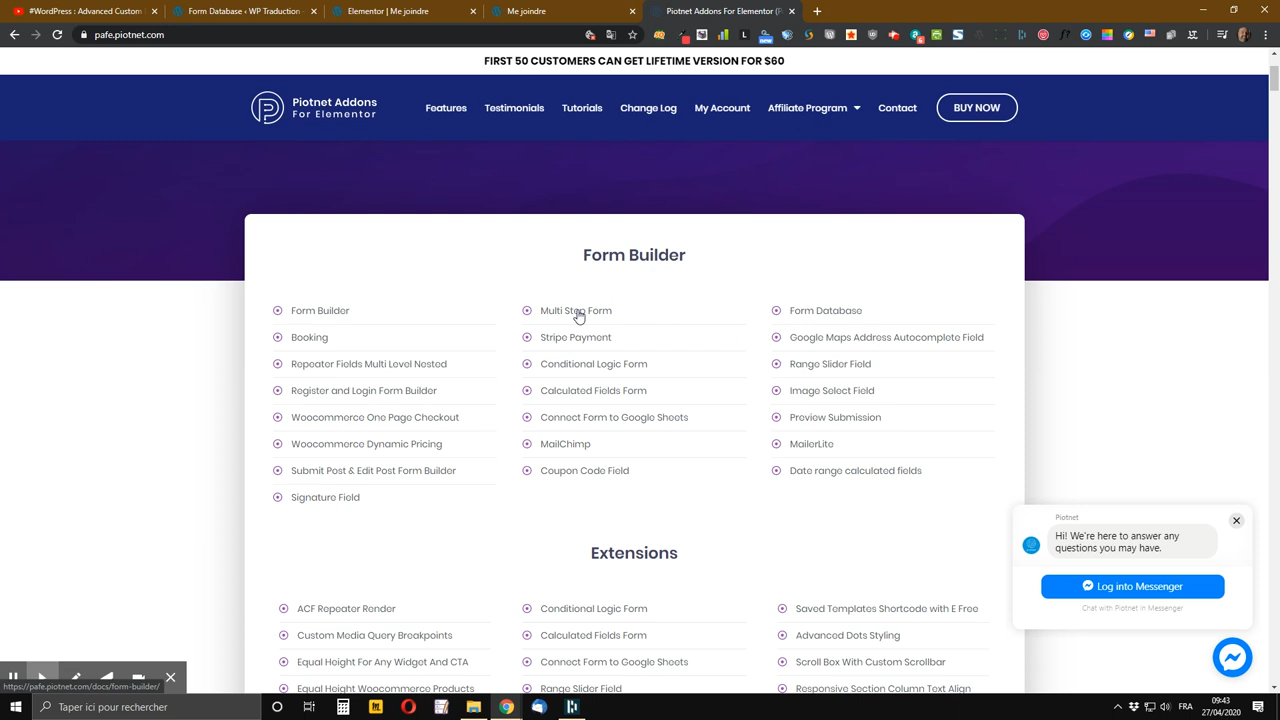 #WordPress : Advanced Custom
Form Database ‹ WP Traduction
Elementor | Me joindre
Me joindre
Piotnet Addons For Elementor (P
pafe.piotnet.com
FIRST 50 CUSTOMERS CAN GET LIFETIME VERSION FOR $60
Piotnet Addons
For Elementor
Features
Testimonials
Tutorials
Change Log
My Account
Affiliate Program
Contact
BUY NOW
Form Builder
Form Builder
Multi Step Form
Form Database
Booking
Stripe Payment
Google Maps Address Autocomplete Field
Repeater Fields Multi Level Nested
Conditional Logic Form
Range Slider Field
Register and Login Form Builder
Calculated Fields Form
Image Select Field
Woocommerce One Page Checkout
Connect Form to Google Sheets
Preview Submission
Woocommerce Dynamic Pricing
MailChimp
MailerLite
Submit Post & Edit Post Form Builder
Coupon Code Field
Date range calculated fields
Signature Field
Piotnet
Hi! We're here to answer any
questions you may have.
Log into Messenger
Chat with Piotnet in Messenger
Extensions
ACF Repeater Render
Conditional Logic Form
Saved Templates Shortcode with E Free
Custom Media Query Breakpoints
Calculated Fields Form
Advanced Dots Styling
Equal Height For Any Widget And CTA
Connect Form to Google Sheets
Scroll Box With Custom Scrollbar
Equal Height Woocommerce Products
Range Slider Field
Responsive Section Column Text Align
https://pafe.piotnet.com/docs/form-builder/
Taper ici pour rechercher
FRA
09:43
27/04/2020